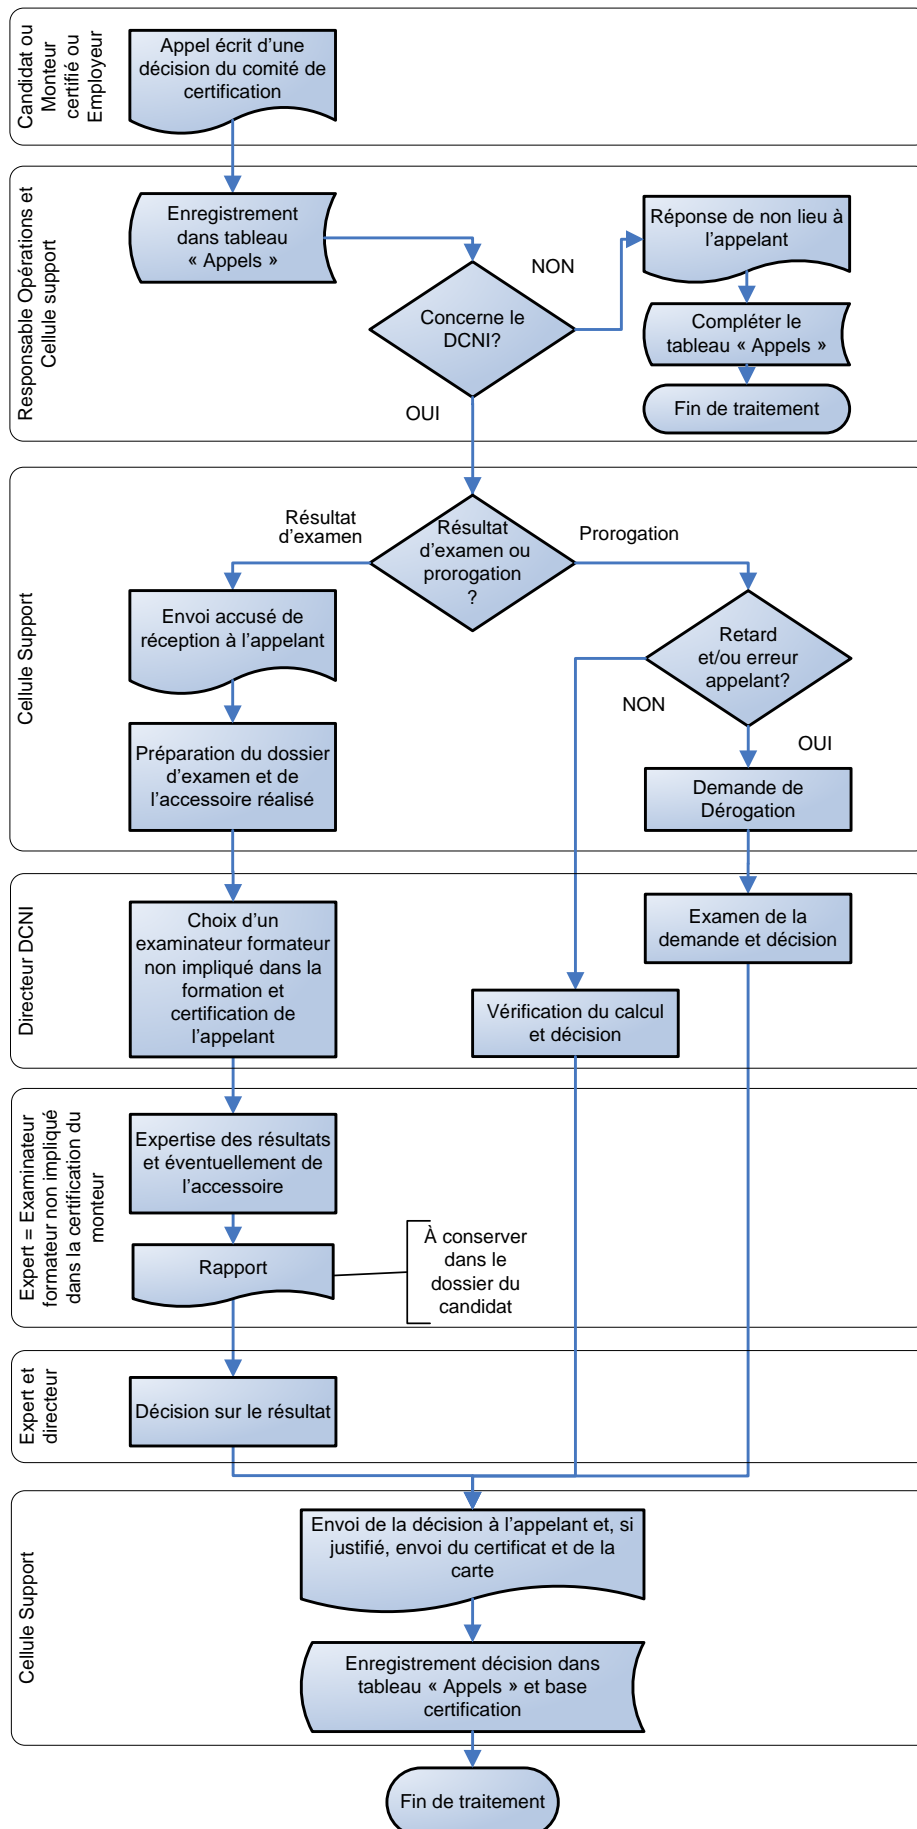 Candidat ou
Monteur
certifié ou
Employeur
Appel écrit d’une
décision du comité de
certification
Responsable Opérations et
Cellule support
Enregistrement
dans tableau
« Appels »
Concerne le
DCNI?
NON
OUI
Réponse de non lieu à
l’appelant
Compléter le
tableau « Appels »
Fin de traitement
Cellule Support
Résultat
d’examen ou
prorogation
?
Résultat
d’examen
Prorogation
Envoi accusé de
réception à l’appelant
Retard
et/ou erreur
appelant?
NON
OUI
Préparation du dossier
d’examen et de
l’accessoire réalisé
Demande de
Dérogation
Directeur DCNI
Choix d’un
examinateur formateur
non impliqué dans la
formation et
certification de
l’appelant
Examen de la
demande et décision
Vérification du calcul
et décision
Expert = Examinateur
formateur non impliqué
dans la certification du
monteur
Expertise des résultats
et éventuellement de
l’accessoire
Rapport
À conserver
dans le
dossier du
candidat
Expert et
directeur
Décision sur le résultat
Cellule Support
Envoi de la décision à l’appelant et, si
justifié, envoi du certificat et de la
carte
Enregistrement décision dans
tableau « Appels » et base
certification
Fin de traitement